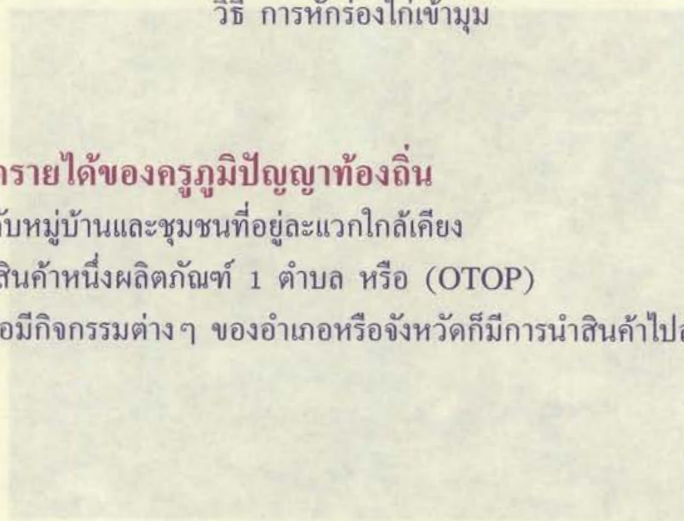 วิธี การหักร่องไก่เข้ามุม
ารายได้ของครูภูมิปัญญาท้องถิ่น
ับหมู่บ้านและชุมชนที่อยู่ละแวกใกล้เคียง
สินค้าหนึ่งผลิตภัณฑ์ 1 ตำบล หรือ (OTOP)
อมีกิจกรรมต่างๆ ของอำเภอหรือจังหวัดก็มีการนำสินค้าไป